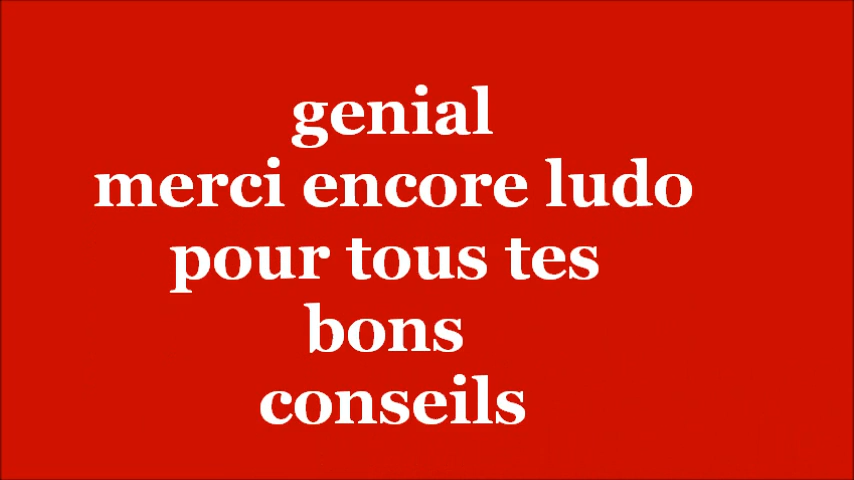 genial
merci encore ludo
pour tous tes
bons
conseils